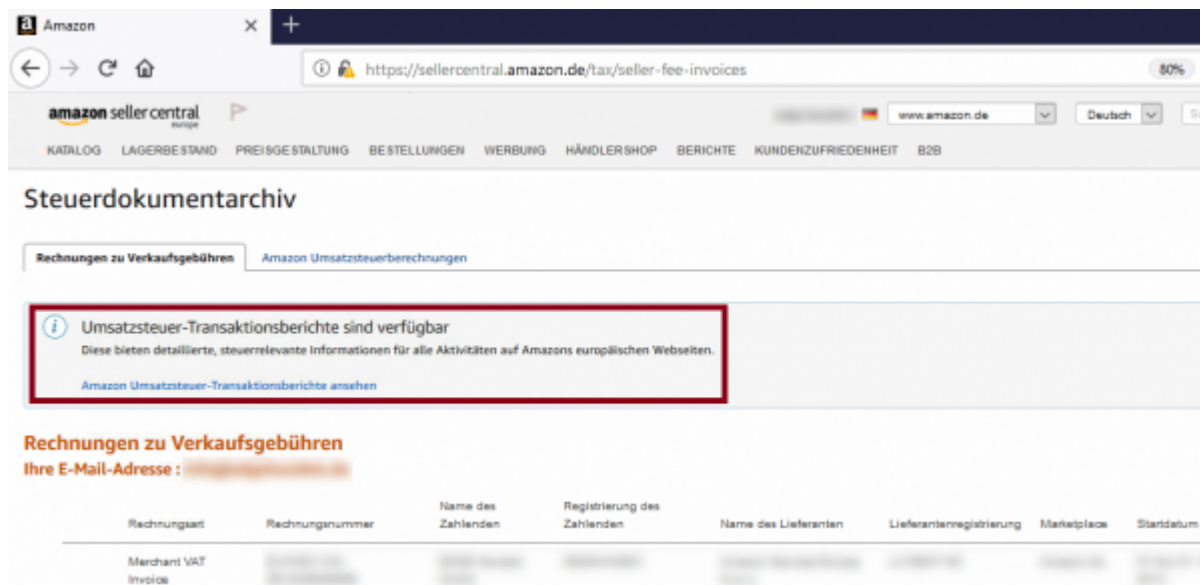 Amazon
https://sellercentral.amazon.de/tax/seller-fee-invoices 80%
amazon seller central www.amazon.de Deutsch
europe
KATALOG LAGERBESTAND PREISGESTALTUNG BESTELLUNGEN WERBUNG HÄNDLERSHOP BERICHTE KUNDENZUFRIEDENHEIT B2B
Steuerdokumentarchiv
Rechnungen zu Verkaufsgebühren Amazon Umsatzsteuerberechnungen
Umsatzsteuer-Transaktionsberichte sind verfügbar
Diese bieten detaillierte, steuerrelevante Informationen für alle Aktivitäten auf Amazons europäischen Webseiten.
Amazon Umsatzsteuer-Transaktionsberichte ansehen
Rechnungen zu Verkaufsgebühren
Ihre E-Mail-Adresse :
Name des Registrierung des
Rechnungsart Rechnungsnummer Zahlenden Zahlenden Name des Lieferanten Lieferantenregistrierung Marketplace Startdatum
Merchant VAT
Invoice